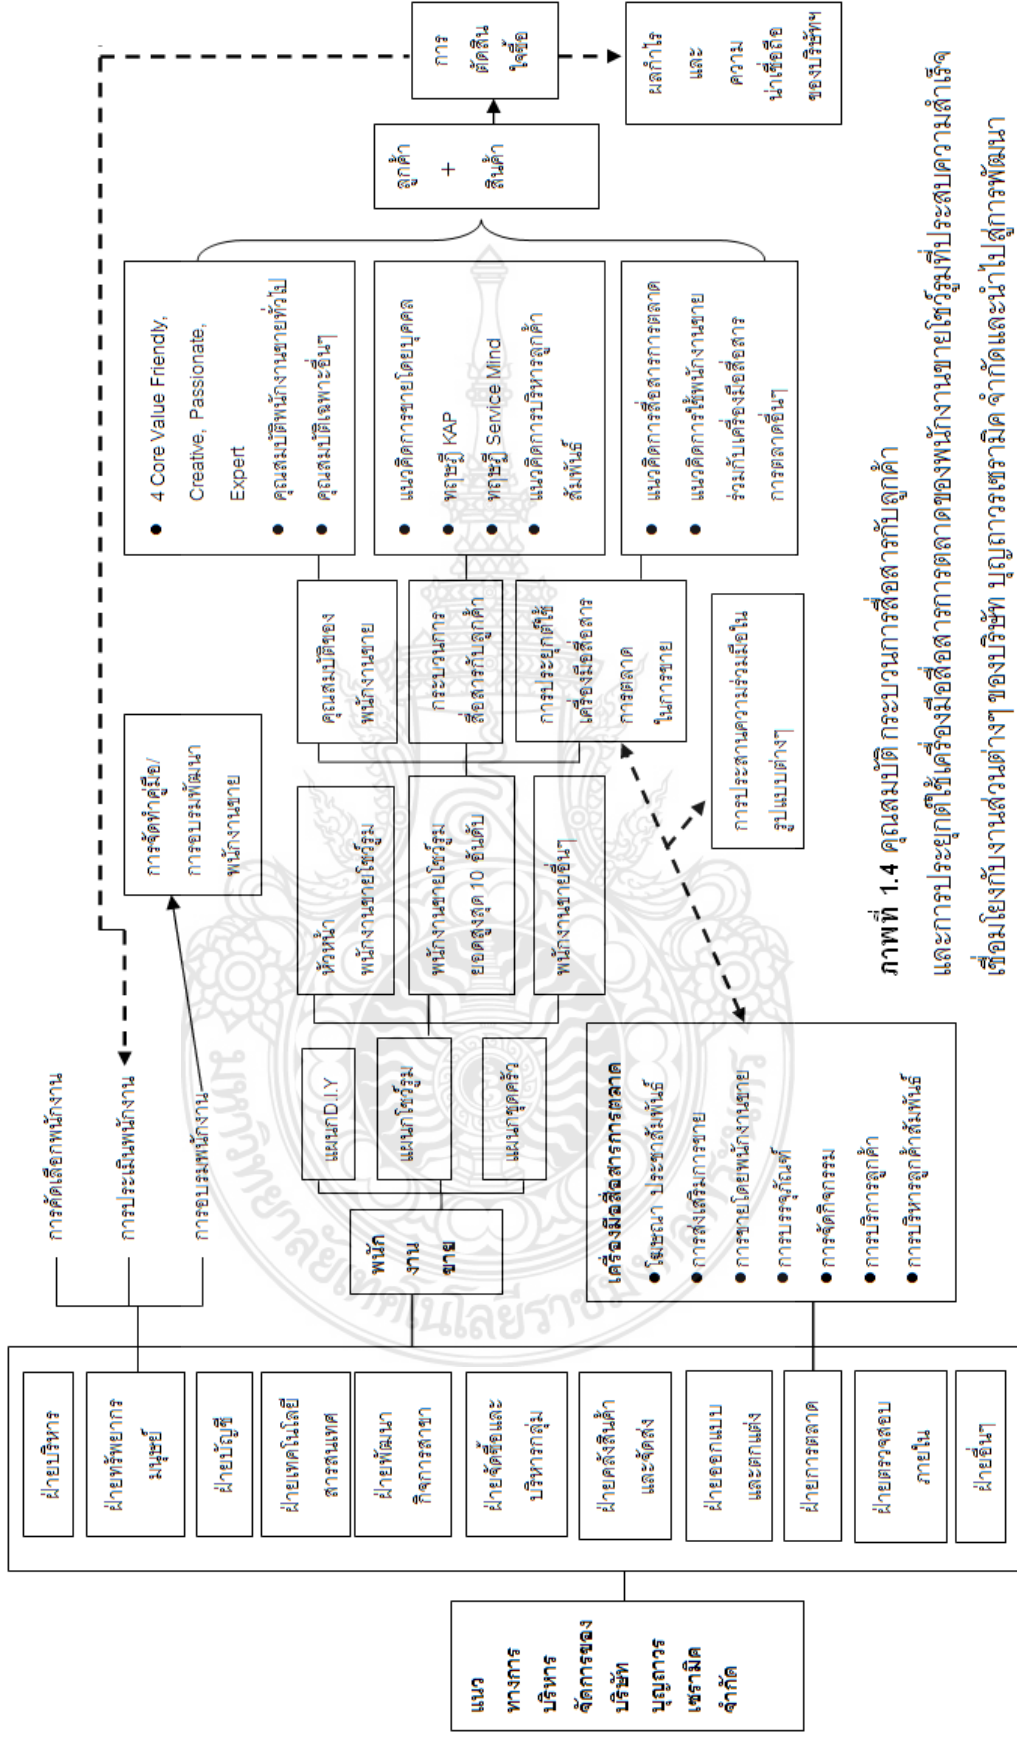 แนว
ทางการ
บริหาร
จัดการของ
บริษัท
บุญถาวร
เซรามิค
จำกัด
ฝ่ายบริหาร
ฝ่ายทรัพยากร
มนุษย์
ฝ่ายบัญชี
ฝ่ายเทคโนโลยี
สารสนเทศ
ฝ่ายพัฒนา
กิจการสาขา
ฝ่ายจัดซื้อและ
บริหารกลุ่ม
ฝ่ายคลังสินค้า
และจัดส่ง
ฝ่ายออกแบบ
และตกแต่ง
ฝ่ายการตลาด
ฝ่ายตรวจสอบ
ภายใน
ฝ่ายอื่นๆ
การคัดเลือกพนักงาน
การประเมินพนักงาน
การอบรมพนักงาน
การจัดทำคู่มือ/
การอบรมพัฒนา
พนักงานขาย
พนัก
งาน
ขาย
แผนกD.I.Y
แผนกโชว์รูม
แผนกชุดครัว
หัวหน้า
พนักงานขายโชว์รูม
พนักงานขายโชว์รูม
ยอดสูงสุด 10 อันดับ
พนักงานขายอื่นๆ
คุณสมบัติของ
พนักงานขาย
กระบวนการ
สื่อสารกับลูกค้า
การประยุกต์ใช้
เครื่องมือสื่อสาร
การตลาด
ในการขาย
● 4 Core Value Friendly,
Creative, Passionate,
Expert
● คุณสมบัติพนักงานขายทั่วไป
● คุณสมบัติเฉพาะอื่นๆ
● แนวคิดการขายโดยบุคคล
● ทฤษฎี KAP
● ทฤษฎี Service Mind
● แนวคิดการบริหารลูกค้า
สัมพันธ์
● แนวคิดการสื่อสารการตลาด
● แนวคิดการใช้พนักงานขาย
ร่วมกับเครื่องมือสื่อสาร
การตลาดอื่นๆ
ลูกค้า
+
สินค้า
การ
ตัดสิน
ใจซื้อ
ผลกำไร
และ
ความ
น่าเชื่อถือ
ของบริษัทฯ
เครื่องมือสื่อสารการตลาด
● โฆษณา ประชาสัมพันธ์
● การส่งเสริมการขาย
● การขายโดยพนักงานขาย
● การบรรจุภัณฑ์
● การจัดกิจกรรม
● การบริการลูกค้า
● การบริหารลูกค้าสัมพันธ์
การประสานความร่วมมือใน
รูปแบบต่างๆ
ภาพที่ 1.4 คุณสมบัติ กระบวนการสื่อสารกับลูกค้า
และการประยุกต์ใช้เครื่องมือสื่อสารการตลาดของพนักงานขายโชว์รูมที่ประสบความสำเร็จ
เชื่อมโยงกับงานส่วนต่างๆ ของบริษัท บุญถาวรเซรามิค จำกัดและนำไปสู่การพัฒนา
มหาวิทยาลัยเทคโนโลยีราชมงคลธัญบุรี